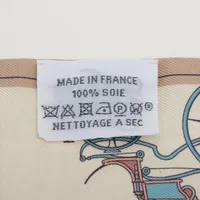 MADE IN FRANCE
100% SOIE
NETTOYAGE A SEC